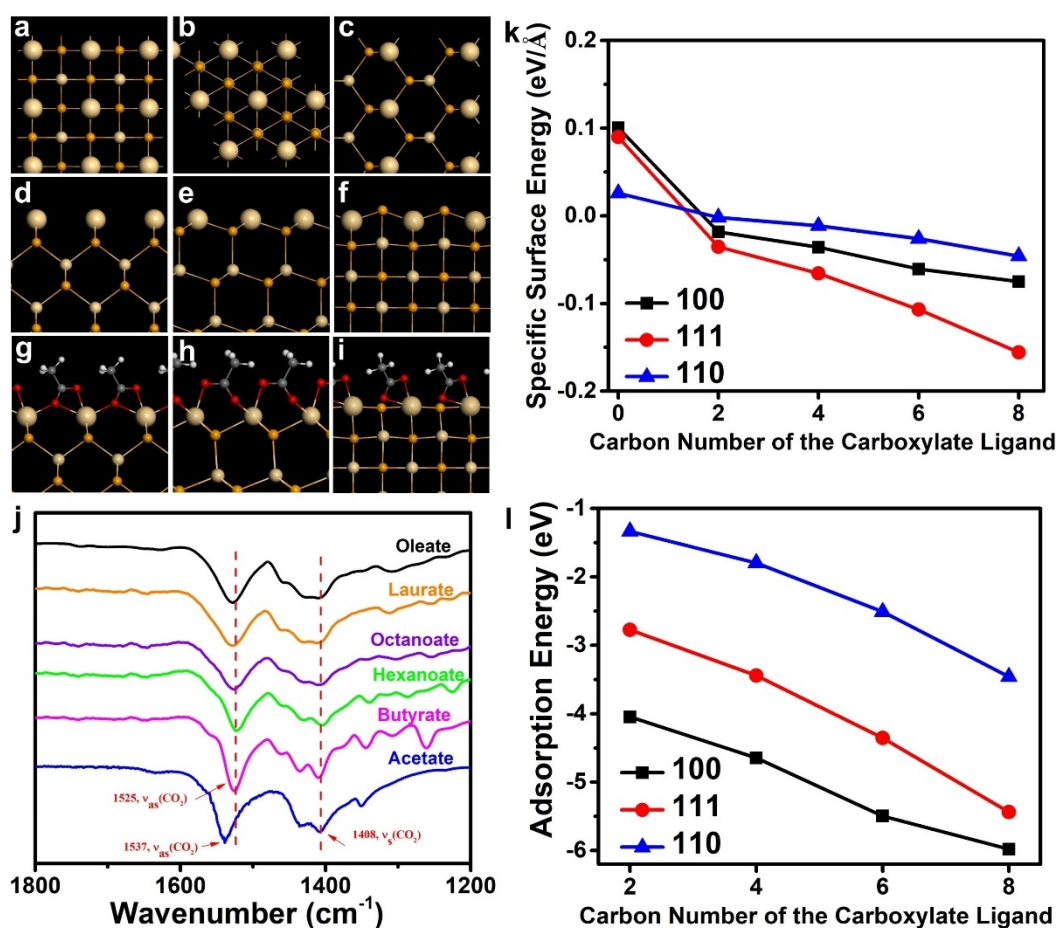 a
b
c
d
e
f
g
h
i
j
Oleate
Laurate
Octanoate
Hexanoate
Butyrate
Acetate
1525, νas(CO2)
1537, νas(CO2)
1408, νs(CO2)
1800 1600 1400 1200
Wavenumber (cm-1)
k
Specific Surface Energy (eV/Å)
0.2
0.1
0.0
-0.1
-0.2
100
111
110
0 2 4 6 8
Carbon Number of the Carboxylate Ligand
l
Adsorption Energy (eV)
-1
-2
-3
-4
-5
-6
100
111
110
2 4 6 8
Carbon Number of the Carboxylate Ligand